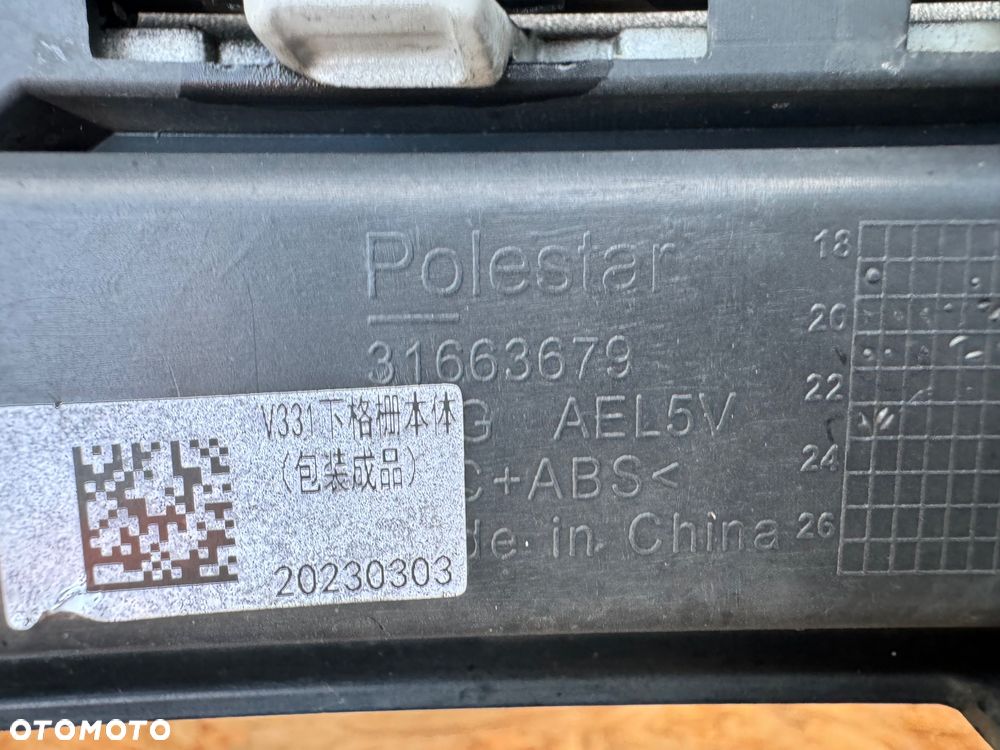 Polestar
31663679
G AEL5V
C+ABS<
de in China
V331下格栅本体
(包装成品)
20230303
18
20
22
24
26
OTOMOTO